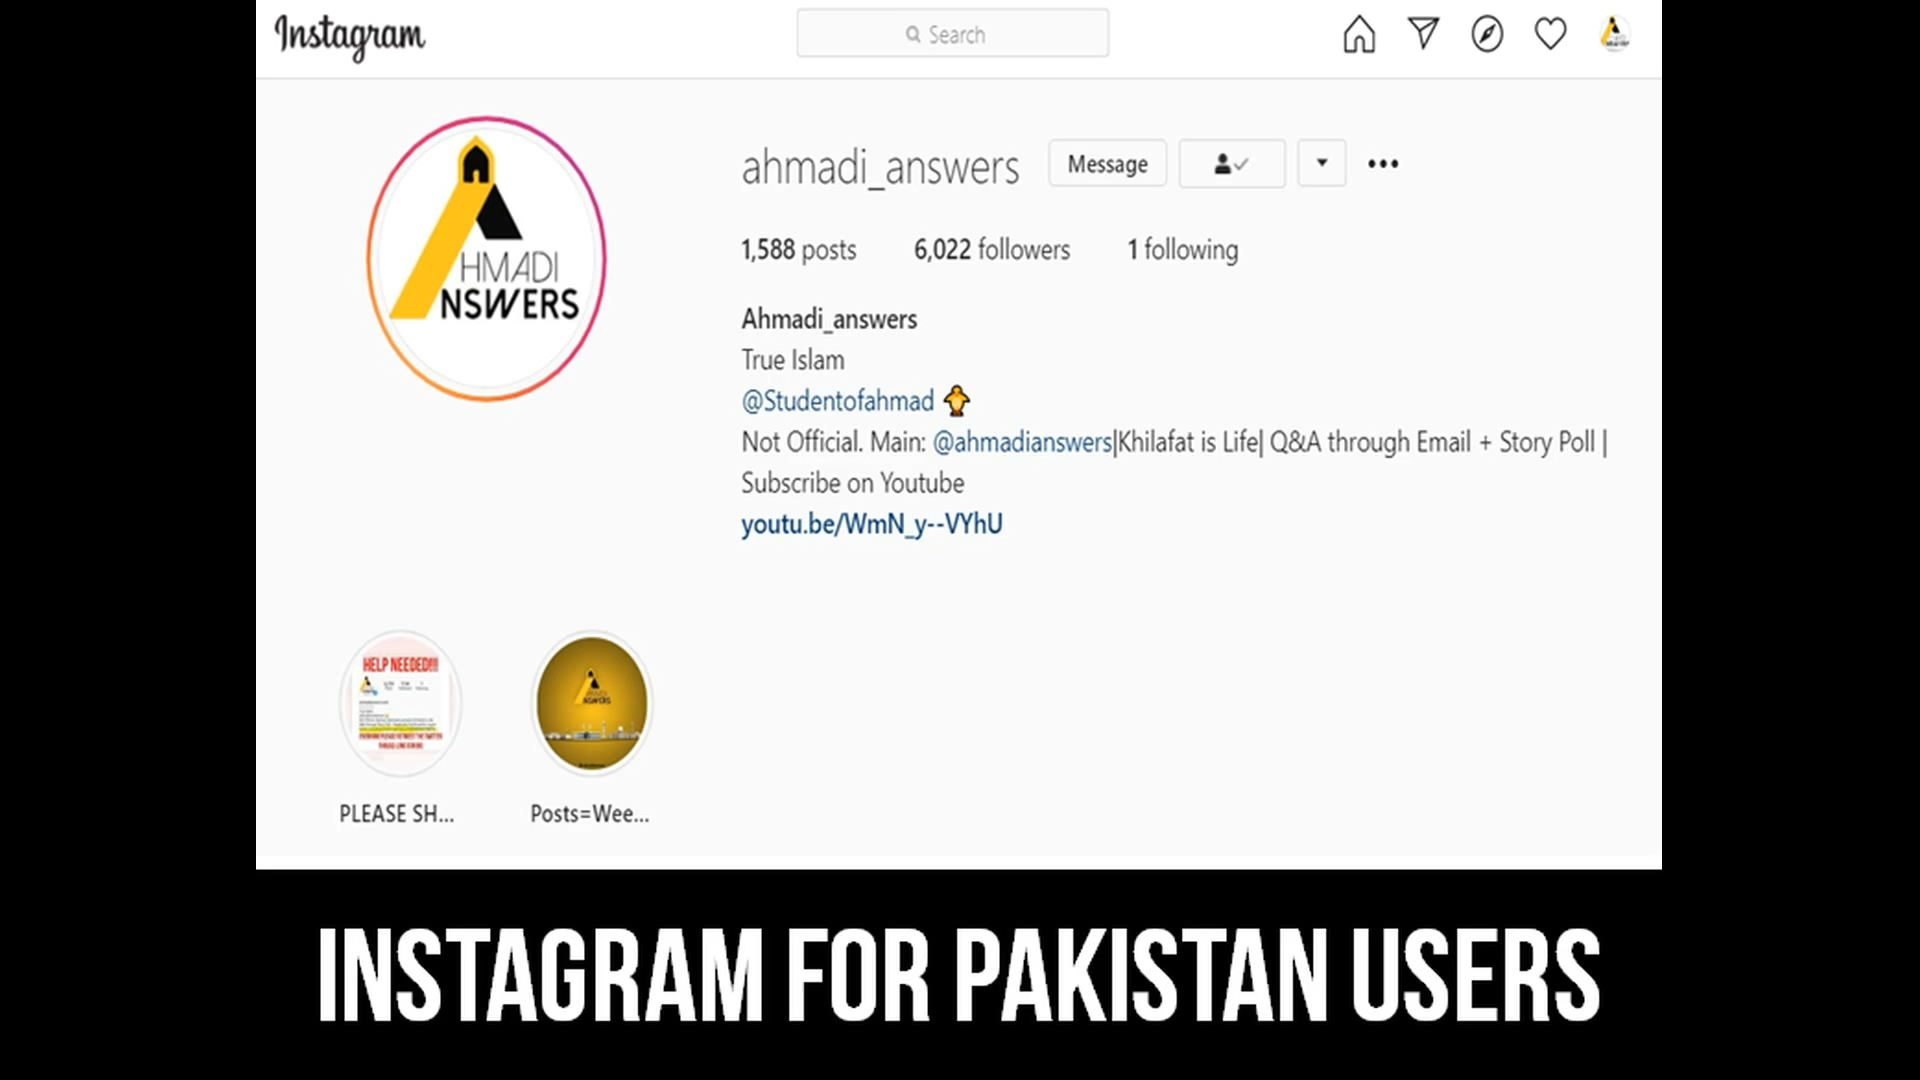 Instagram
Search
ahmadi_answers Message
1,588 posts 6,022 followers 1 following
HMADI
NSWERS
Ahmadi_answers
True Islam
@Studentofahmad
Not Official. Main: @ahmadianswers|Khilafat is Life| Q&A through Email + Story Poll |
Subscribe on Youtube
youtu.be/WmN_y--VYhU
HELP NEEDED!!!
PLEASE SH... Posts=Wee...
INSTAGRAM FOR PAKISTAN USERS